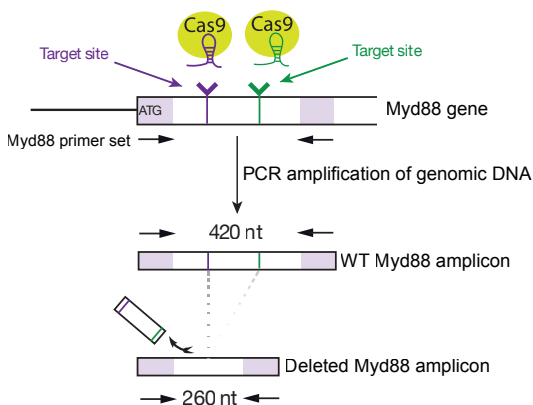 Cas9 Cas9
Target site Target site
ATG Myd88 gene
Myd88 primer set
PCR amplification of genomic DNA
420 nt
WT Myd88 amplicon
Deleted Myd88 amplicon
260 nt